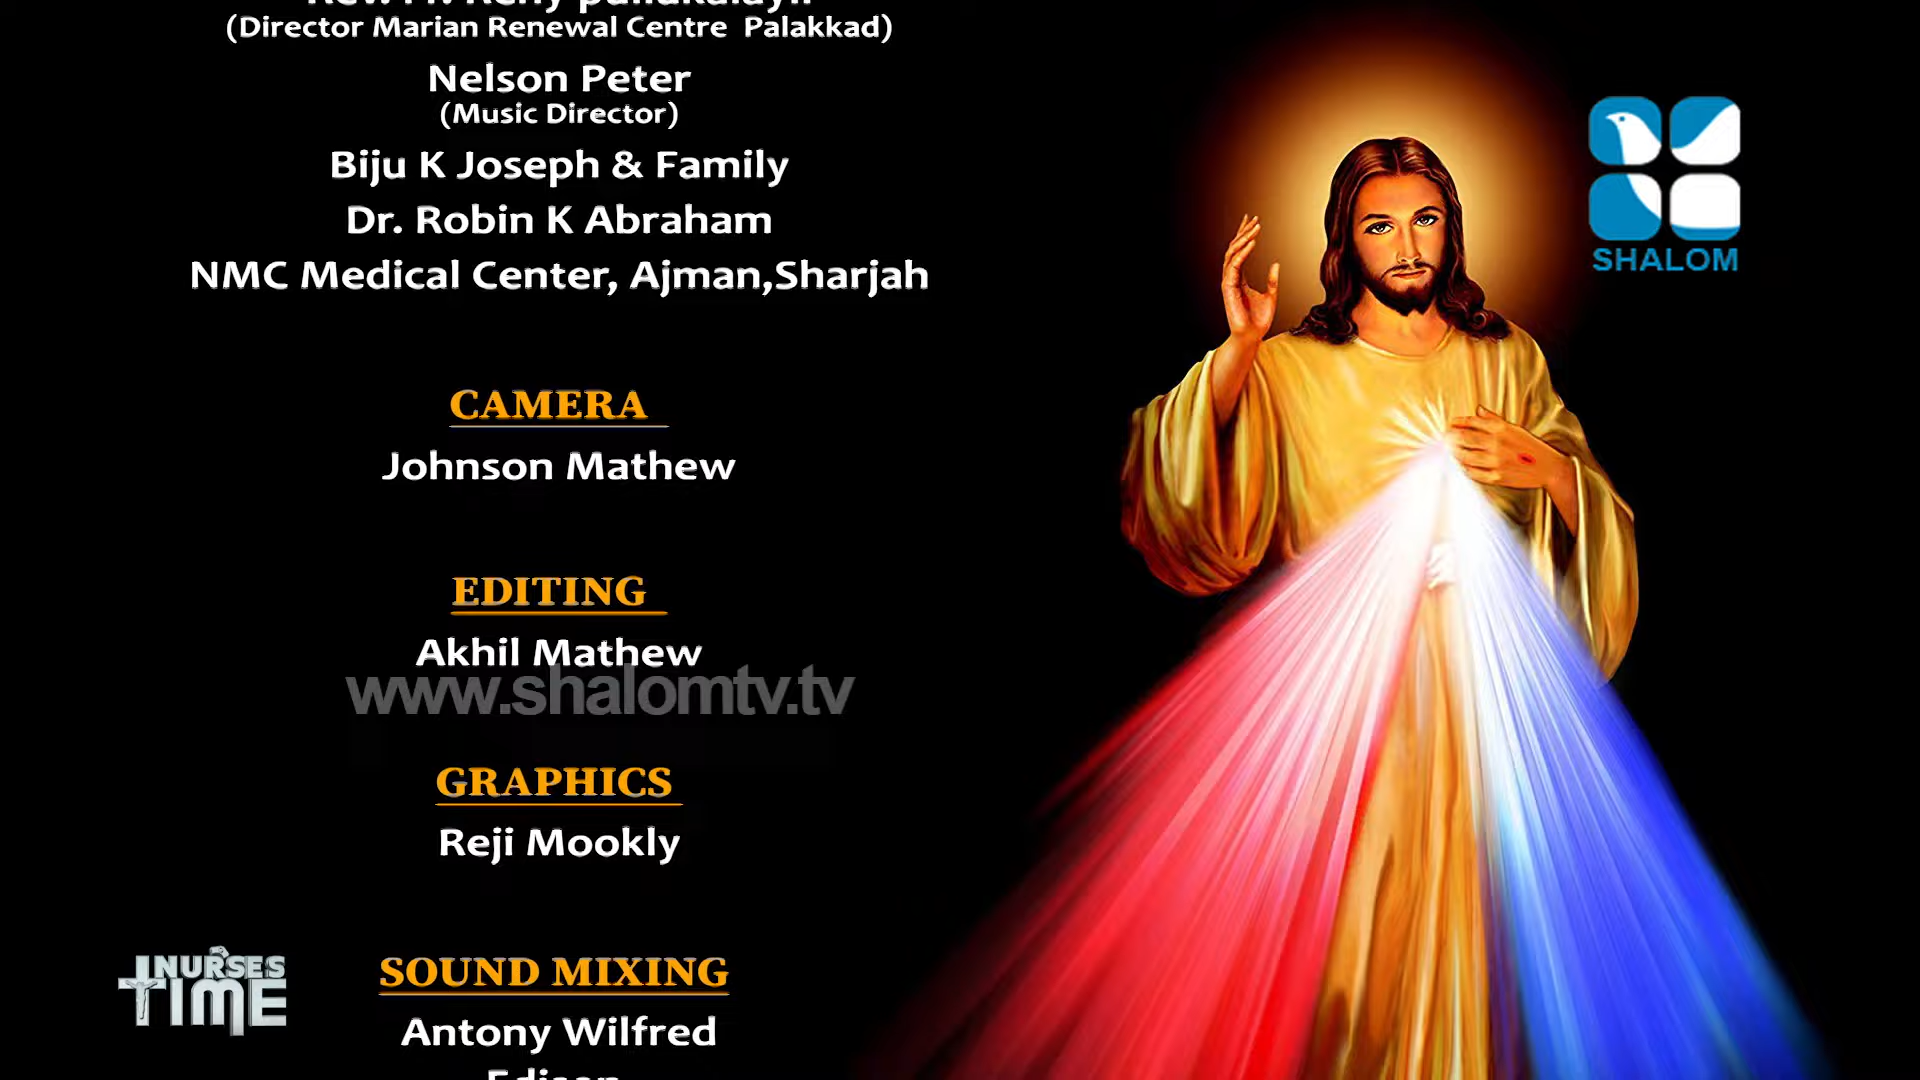 (Director Marian Renewal Centre Palakkad)
Nelson Peter
(Music Director)
Biju K Joseph & Family
Dr. Robin K Abraham
NMC Medical Center, Ajman,Sharjah
SHALOM
CAMERA
Johnson Mathew
EDITING
Akhil Mathew
www.shalomtv.tv
GRAPHICS
Reji Mookly
NURSES
TIME
SOUND MIXING
Antony Wilfred